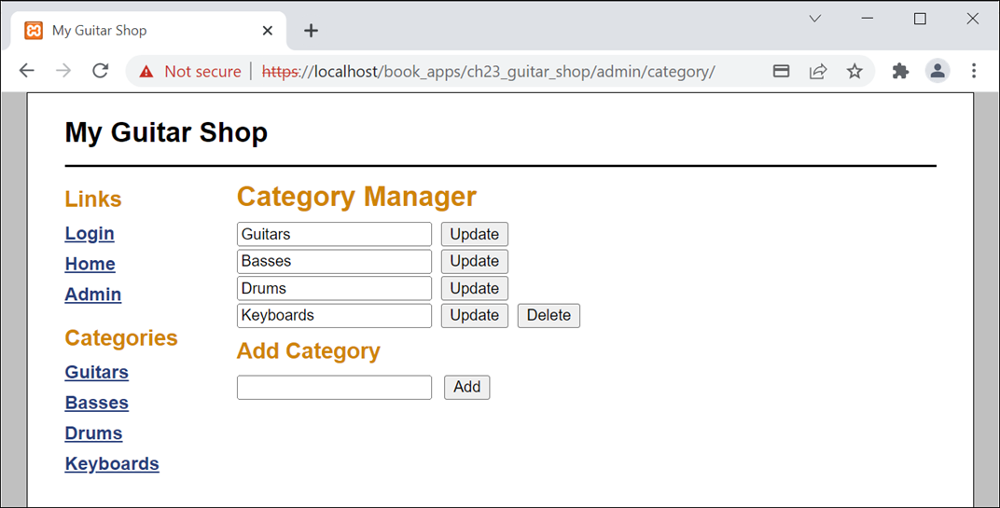 My Guitar Shop
Not secure | https://localhost/book_apps/ch23_guitar_shop/admin/category/
My Guitar Shop
Links
Login
Home
Admin
Categories
Guitars
Basses
Drums
Keyboards
Category Manager
Guitars Update
Basses Update
Drums Update
Keyboards Update Delete
Add Category
Add